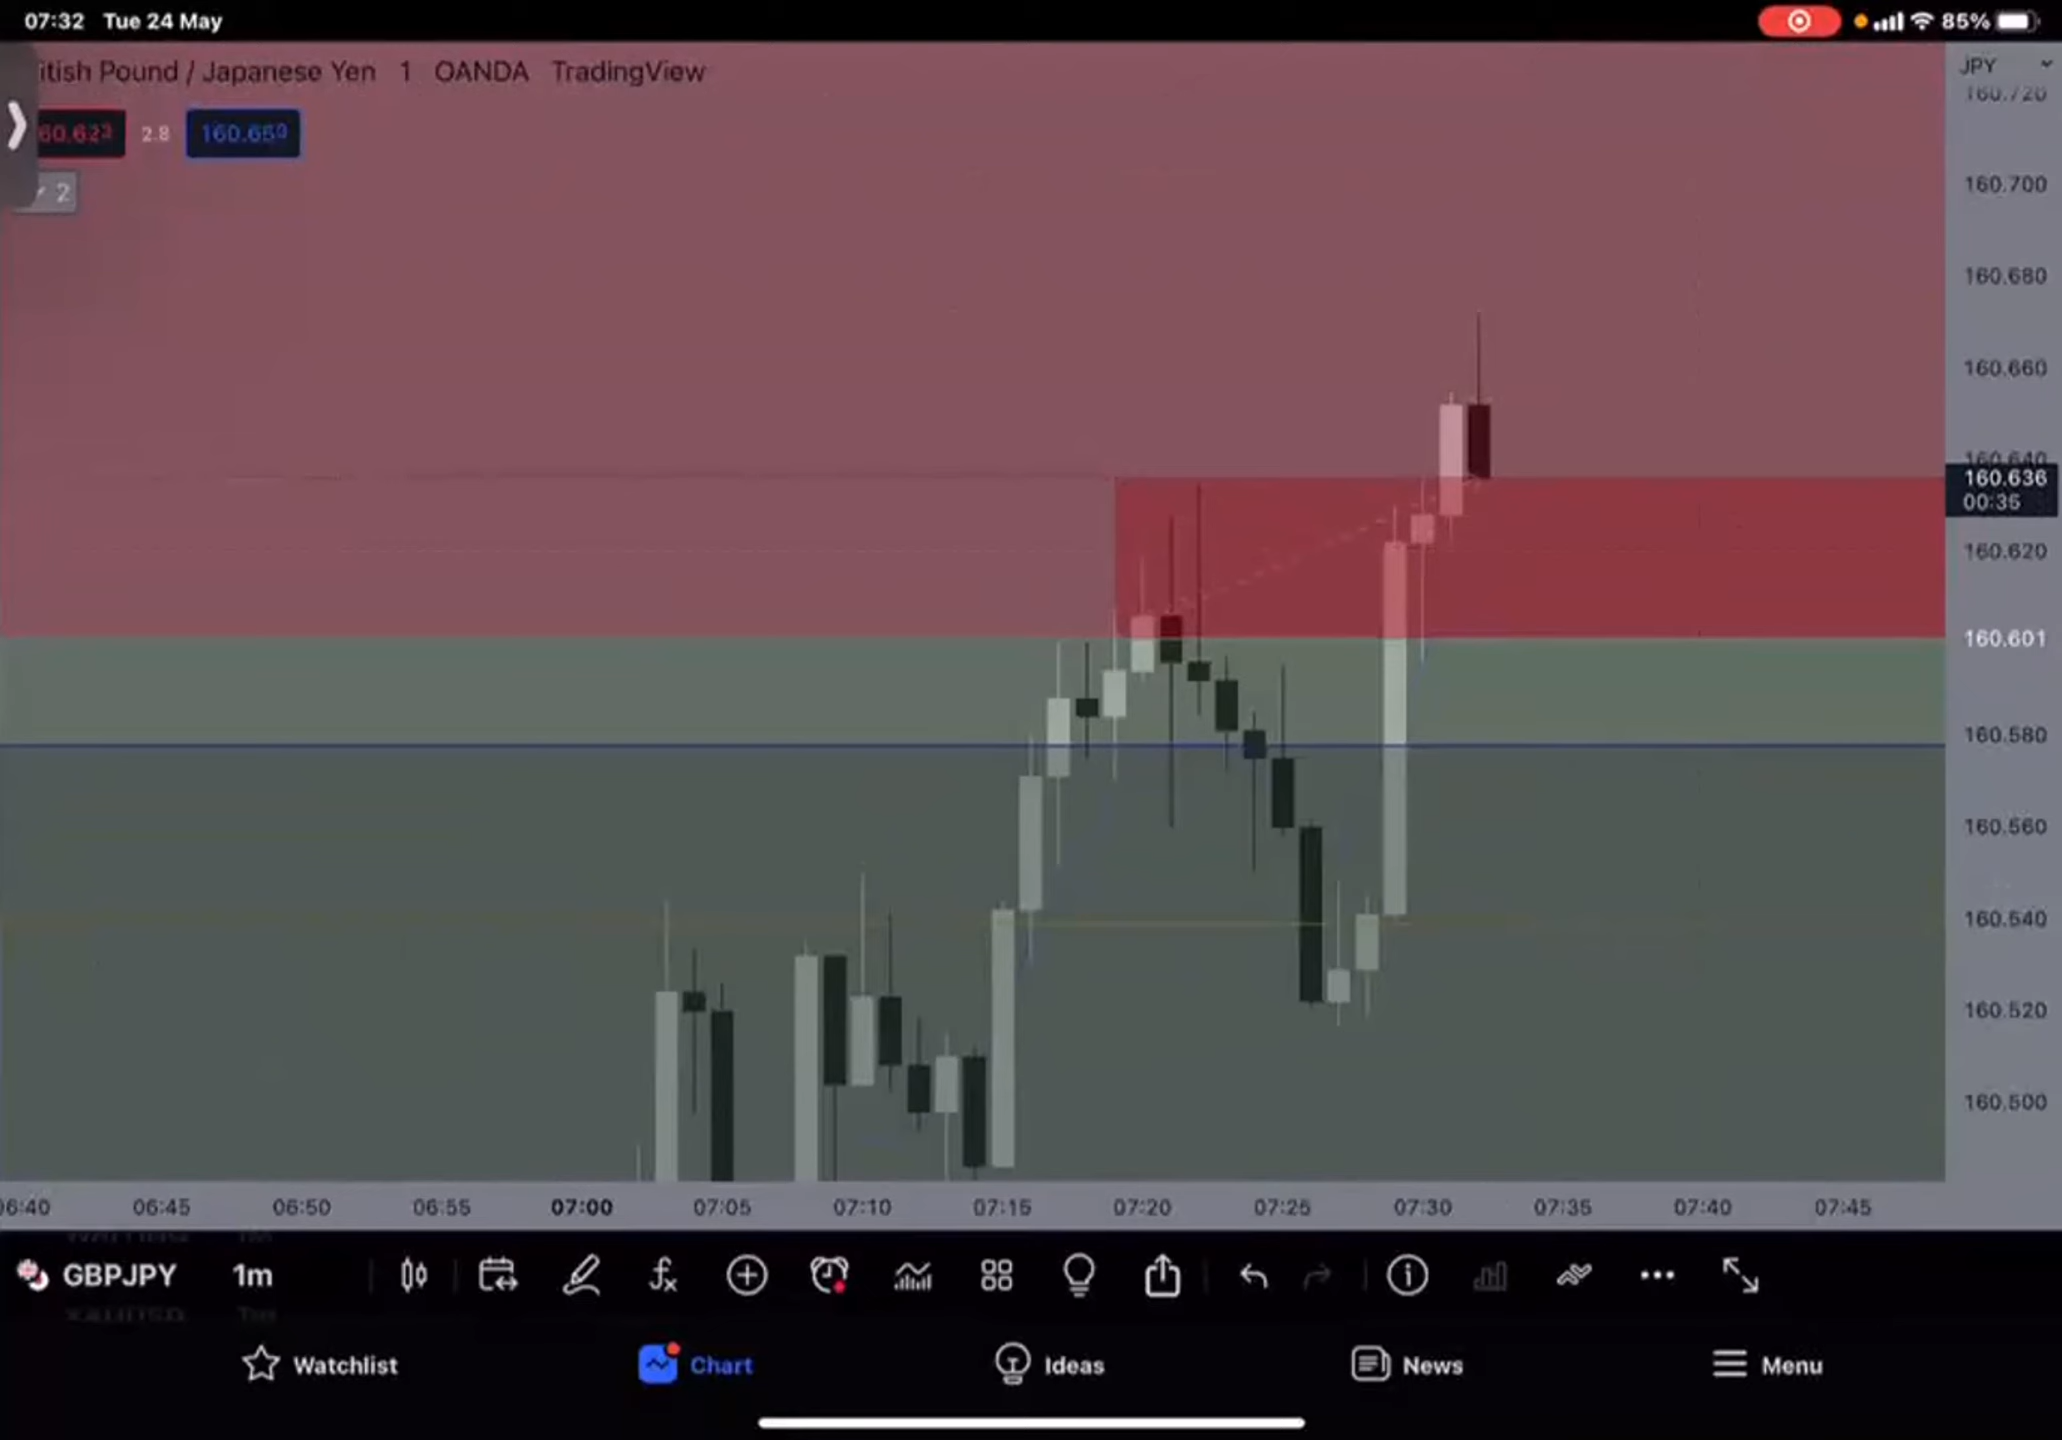 07:32 Tue 24 May 85%
itish Pound / Japanese Yen 1 OANDA TradingView
JPY
160.720
60.623 2.8 160.659
2
160.700
160.680
160.660
160.640
160.636
00:35
160.620
160.601
160.580
160.560
160.540
160.520
160.500
06:40 06:45 06:50 06:55 07:00 07:05 07:10 07:15 07:20 07:25 07:30 07:35 07:40 07:45
GBPJPY 1m
Watchlist Chart Ideas News Menu